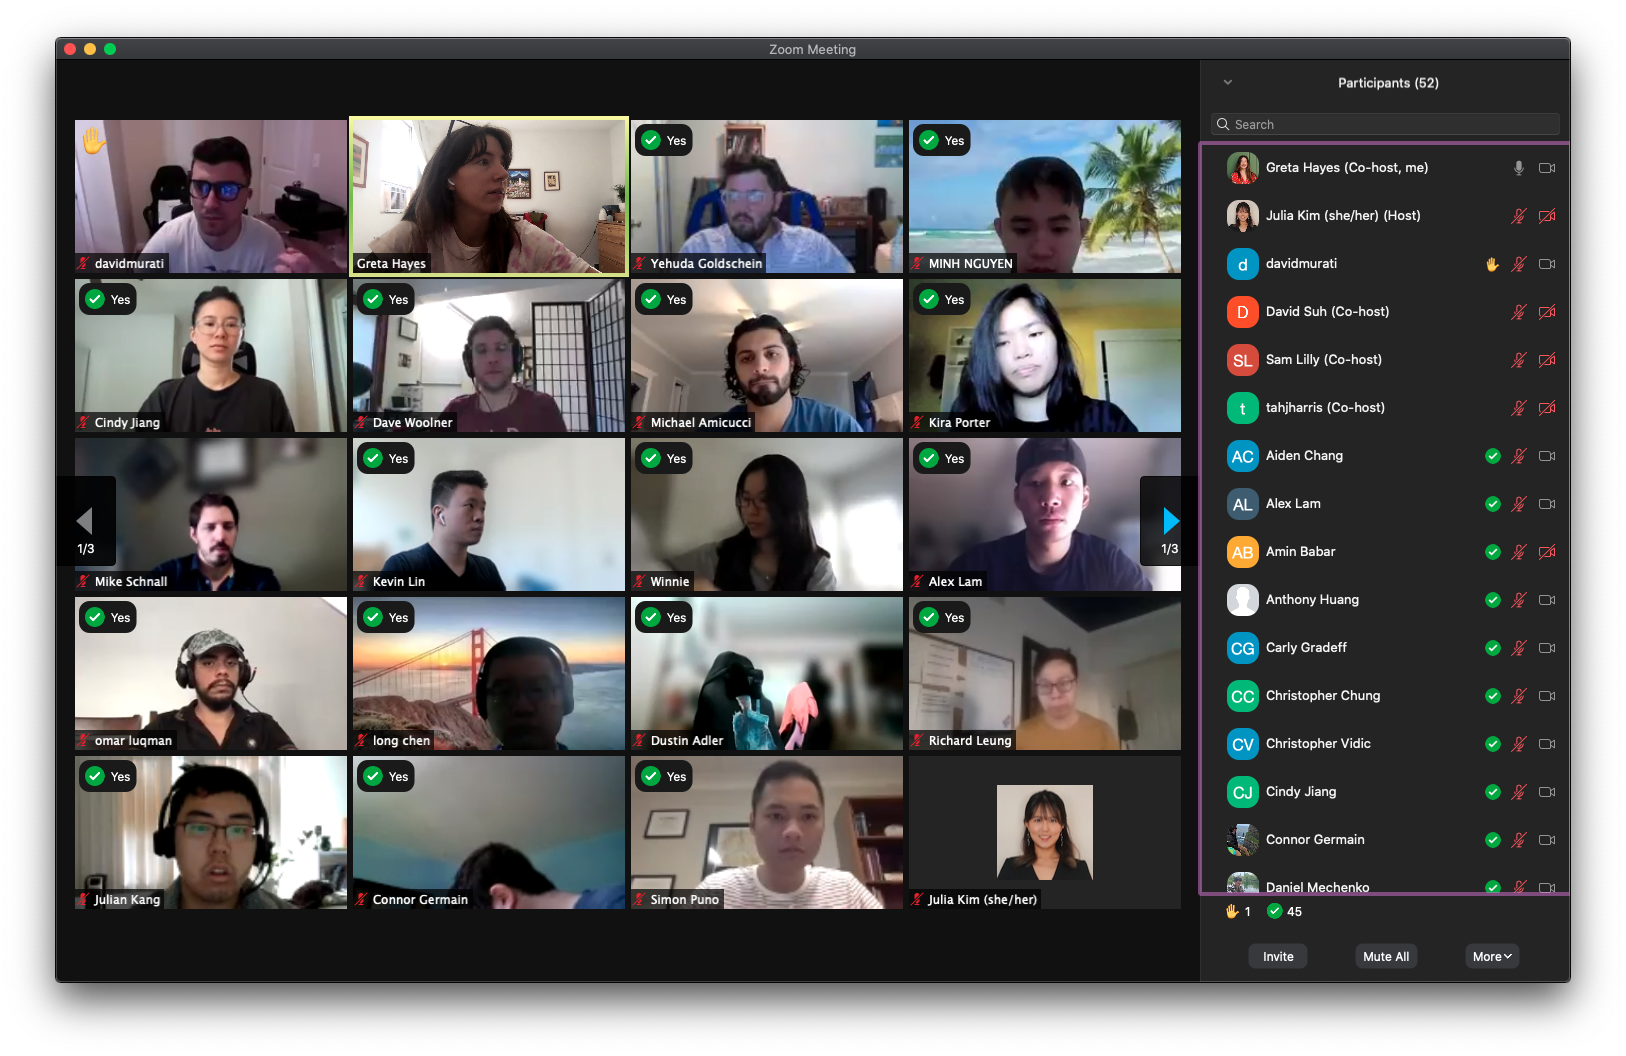 Zoom Meeting
davidmurati
Greta Hayes
Yes
Yehuda Goldschein
Yes
MINH NGUYEN
Yes
Cindy Jiang
Yes
Dave Woolner
Yes
Michael Amicucci
Yes
Kira Porter
1/3
Mike Schnall
Yes
Kevin Lin
Yes
Winnie
Yes
Alex Lam
1/3
Yes
omar luqman
Yes
long chen
Yes
Dustin Adler
Yes
Richard Leung
Yes
Julian Kang
Yes
Connor Germain
Yes
Simon Puno
Julia Kim (she/her)
Participants (52)
Search
Greta Hayes (Co-host, me)
Julia Kim (she/her) (Host)
d davidmurati
D David Suh (Co-host)
SL Sam Lilly (Co-host)
t tahjharris (Co-host)
AC Aiden Chang
AL Alex Lam
AB Amin Babar
Anthony Huang
CG Carly Gradeff
CC Christopher Chung
CV Christopher Vidic
CJ Cindy Jiang
Connor Germain
Daniel Mechenko
1 45
Invite Mute All More